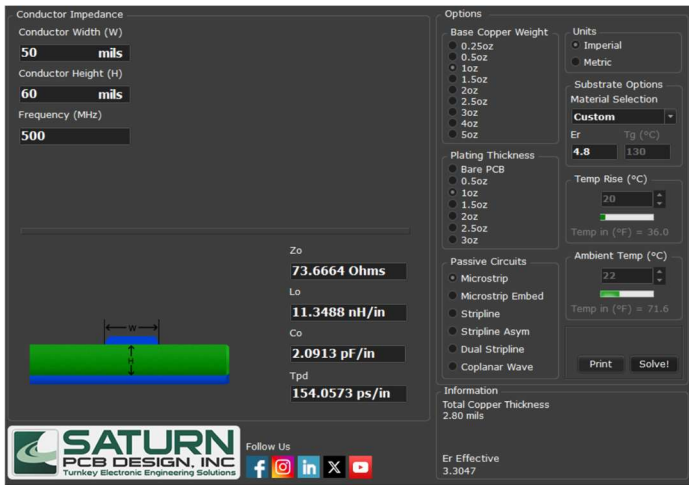 Conductor Impedance
Conductor Width (W)
50 mils
Conductor Height (H)
60 mils
Frequency (MHz)
500
Zo
73.6664 Ohms
Lo
11.3488 nH/in
Co
2.0913 pF/in
Tpd
154.0573 ps/in
W
H
Options
Base Copper Weight
0.25oz
0.5oz
1oz
1.5oz
2oz
2.5oz
3oz
4oz
5oz
Plating Thickness
Bare PCB
0.5oz
1oz
1.5oz
2oz
2.5oz
3oz
Passive Circuits
Microstrip
Microstrip Embed
Stripline
Stripline Asym
Dual Stripline
Coplanar Wave
Units
Imperial
Metric
Substrate Options
Material Selection
Custom
Er Tg (°C)
4.8 130
Temp Rise (°C)
20
Temp in (°F) = 36.0
Ambient Temp (°C)
22
Temp in (°F) = 71.6
Print Solve!
Information
Total Copper Thickness
2.80 mils
Er Effective
3.3047
SATURN
PCB DESIGN, INC
Turnkey Electronic Engineering Solutions
Follow Us